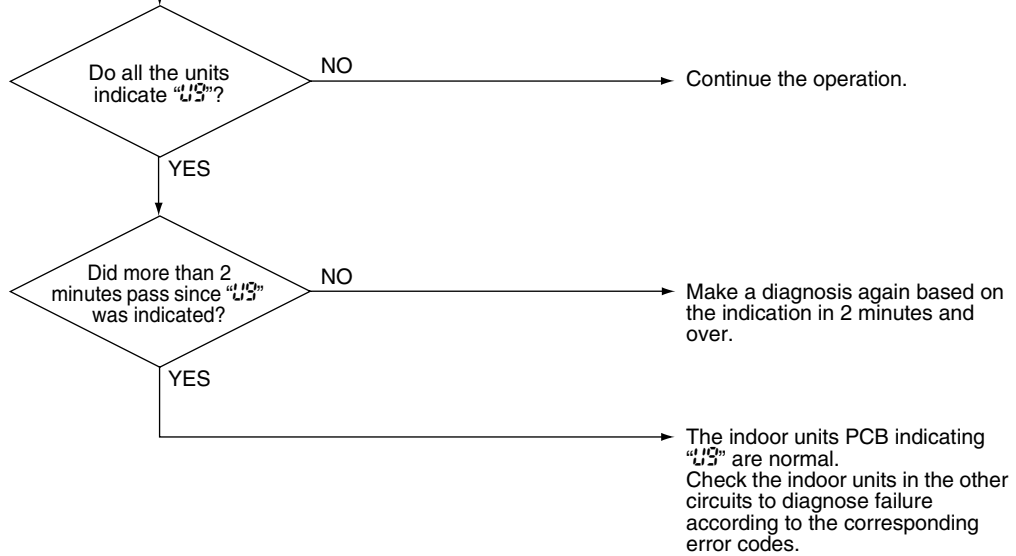 Do all the units
indicate “U9”?
NO
Continue the operation.
YES
Did more than 2
minutes pass since “U9”
was indicated?
NO
Make a diagnosis again based on
the indication in 2 minutes and
over.
YES
The indoor units PCB indicating
“U9” are normal.
Check the indoor units in the other
circuits to diagnose failure
according to the corresponding
error codes.